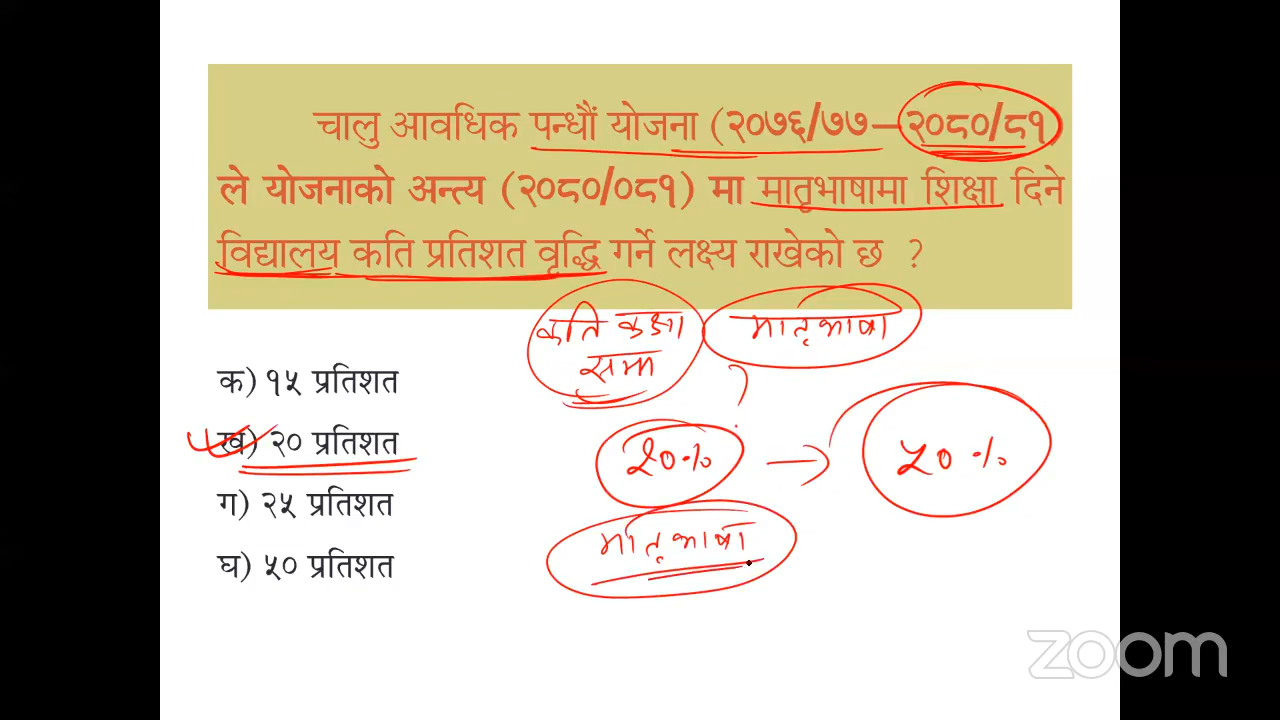 चालु आवधिक पन्धौं योजना (२०७६/७७–२०८०/८१)
ले योजनाको अन्त्य (२०८०/०८१) मा मातृभाषामा शिक्षा दिने
विद्यालय कति प्रतिशत वृद्धि गर्ने लक्ष्य राखेको छ ?
कति कक्षा मातृभाषा
सम्म
क) १५ प्रतिशत
ख) २० प्रतिशत
२०% → ५०%
ग) २५ प्रतिशत
मातृभाषा
घ) ५० प्रतिशत
zoom